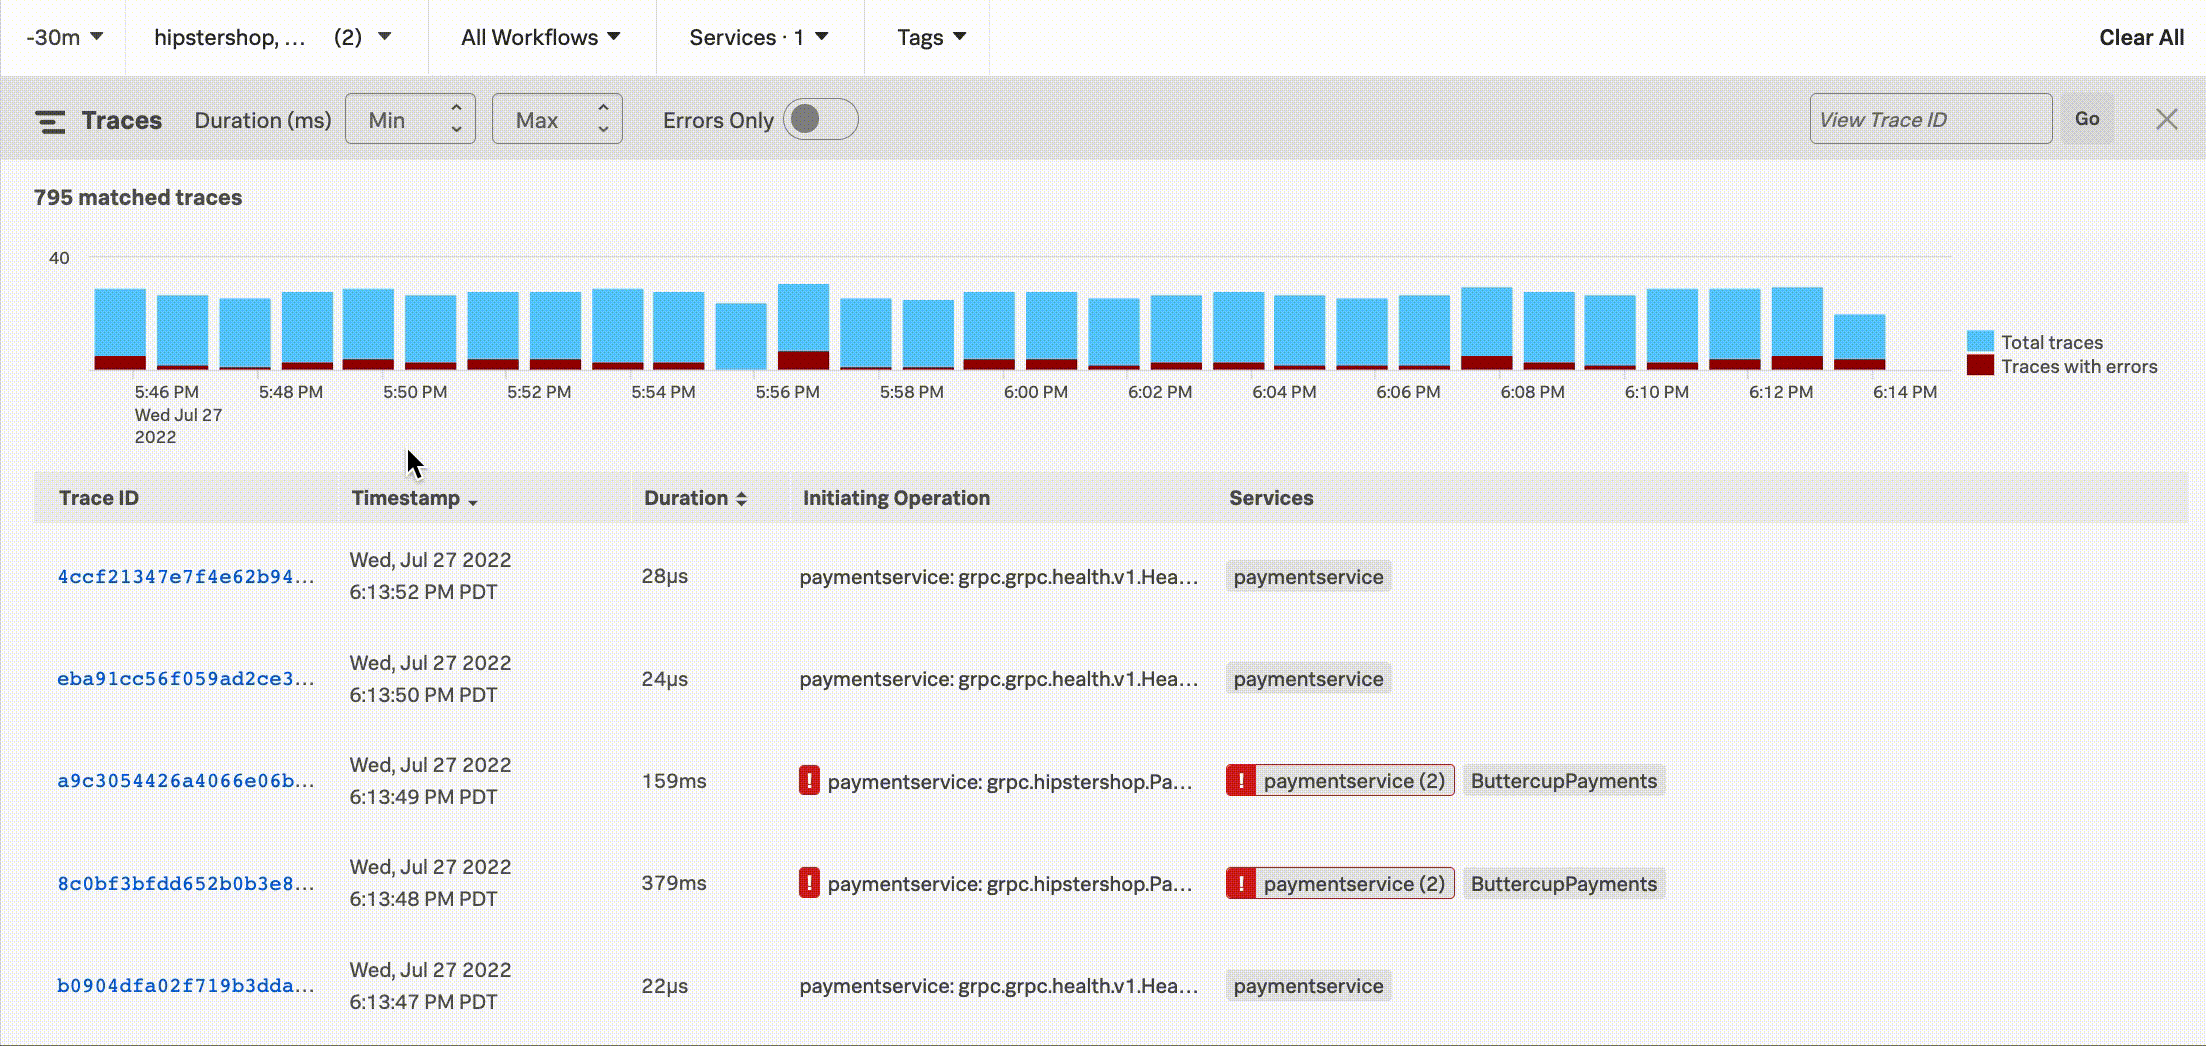 -30m hipstershop, ... (2) All Workflows Services · 1 Tags Clear All
Traces Duration (ms) Min Max Errors Only View Trace ID Go
795 matched traces
40
Total traces
Traces with errors
5:46 PM 5:48 PM 5:50 PM 5:52 PM 5:54 PM 5:56 PM 5:58 PM 6:00 PM 6:02 PM 6:04 PM 6:06 PM 6:08 PM 6:10 PM 6:12 PM 6:14 PM
Wed Jul 27
2022
Trace ID Timestamp Duration Initiating Operation Services
4ccf21347e7f4e62b94... Wed, Jul 27 2022 28µs paymentservice: grpc.grpc.health.v1.Hea... paymentservice
6:13:52 PM PDT
eba91cc56f059ad2ce3... Wed, Jul 27 2022 24µs paymentservice: grpc.grpc.health.v1.Hea... paymentservice
6:13:50 PM PDT
a9c3054426a4066e06b... Wed, Jul 27 2022 159ms ! paymentservice: grpc.hipstershop.Pa... ! paymentservice (2) ButtercupPayments
6:13:49 PM PDT
8c0bf3bfdd652b0b3e8... Wed, Jul 27 2022 379ms ! paymentservice: grpc.hipstershop.Pa... ! paymentservice (2) ButtercupPayments
6:13:48 PM PDT
b0904dfa02f719b3dda... Wed, Jul 27 2022 22µs paymentservice: grpc.grpc.health.v1.Hea... paymentservice
6:13:47 PM PDT